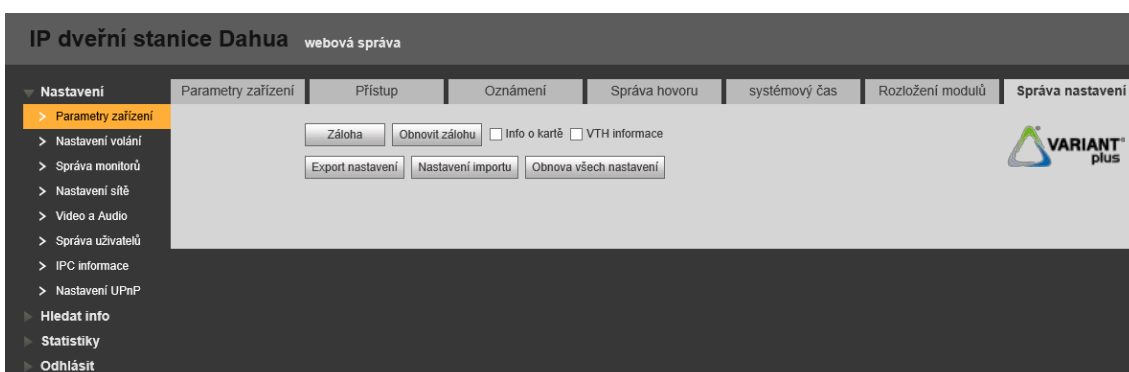 IP dveřní stanice Dahua webová správa
Nastavení
Parametry zařízení
Nastavení volání
Správa monitorů
Nastavení sítě
Video a Audio
Správa uživatelů
IPC informace
Nastavení UPnP
Hledat info
Statistiky
Odhlásit
Parametry zařízení Přístup Oznámení Správa hovoru systémový čas Rozložení modulů Správa nastavení
Záloha Obnovit zálohu Info o kartě VTH informace
Export nastavení Nastavení importu Obnova všech nastavení
VARIANT®
plus